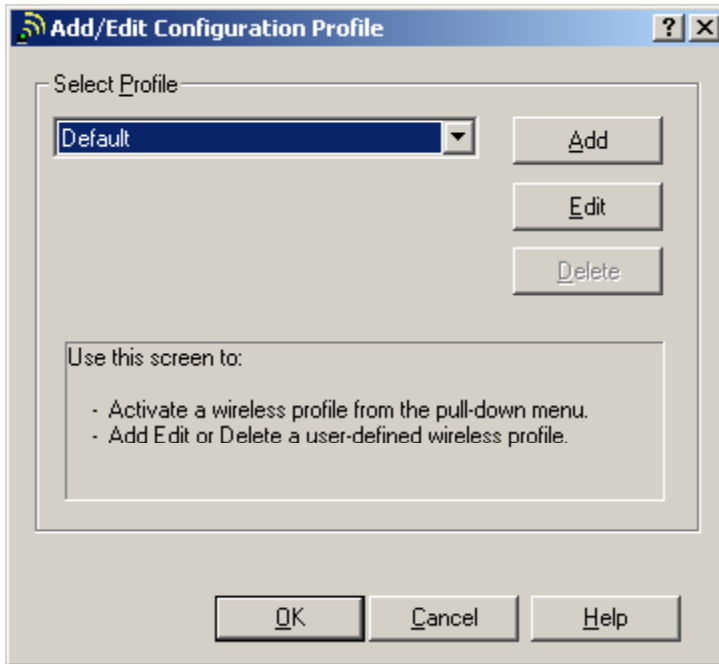 Add/Edit Configuration Profile
Select Profile
Default
Add
Edit
Delete
Use this screen to:
- Activate a wireless profile from the pull-down menu.
- Add Edit or Delete a user-defined wireless profile.
OK
Cancel
Help